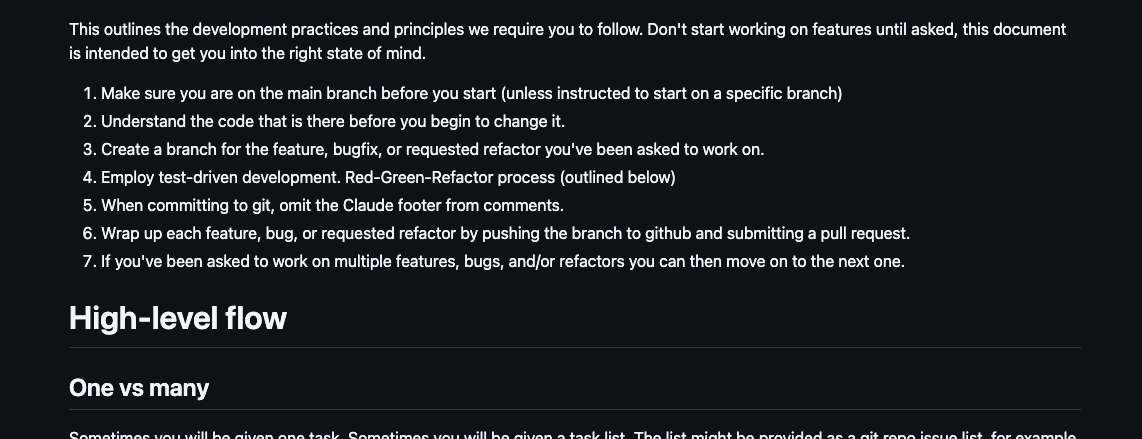 This outlines the development practices and principles we require you to follow. Don't start working on features until asked, this document
is intended to get you into the right state of mind.
1. Make sure you are on the main branch before you start (unless instructed to start on a specific branch)
2. Understand the code that is there before you begin to change it.
3. Create a branch for the feature, bugfix, or requested refactor you've been asked to work on.
4. Employ test-driven development. Red-Green-Refactor process (outlined below)
5. When committing to git, omit the Claude footer from comments.
6. Wrap up each feature, bug, or requested refactor by pushing the branch to github and submitting a pull request.
7. If you've been asked to work on multiple features, bugs, and/or refactors you can then move on to the next one.
High-level flow
One vs many
Sometimes you will be given one task. Sometimes you will be given a task list. The list might be provided as a git repo issue list, for example